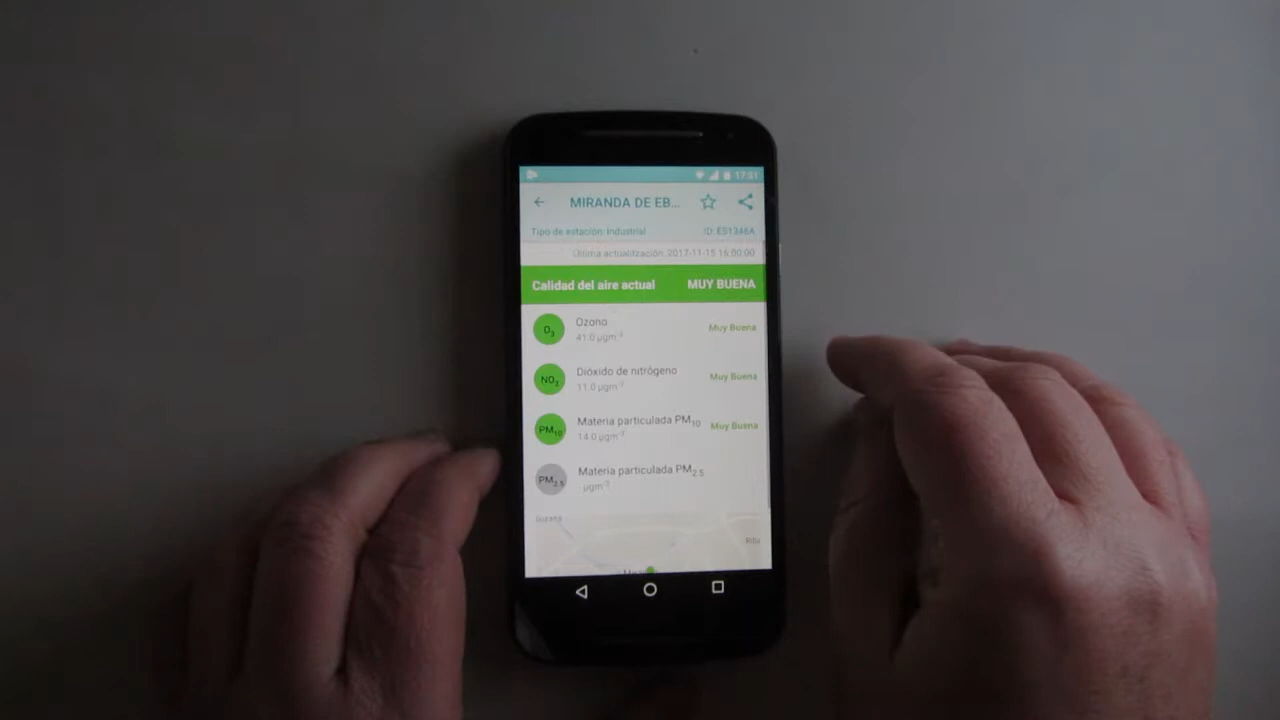 17:31
MIRANDA DE EB...
Tipo de estación: Industrial ID: ES1346A
Última actualitzación: 2017-11-15 16:00:00
Calidad del aire actual MUY BUENA
O3 Ozono Muy Buena
41.0 µgm-3
NO2 Dióxido de nitrógeno Muy Buena
11.0 µgm-3
PM10 Materia particulada PM10 Muy Buena
14.0 µgm-3
PM2.5 Materia particulada PM2.5
µgm-3